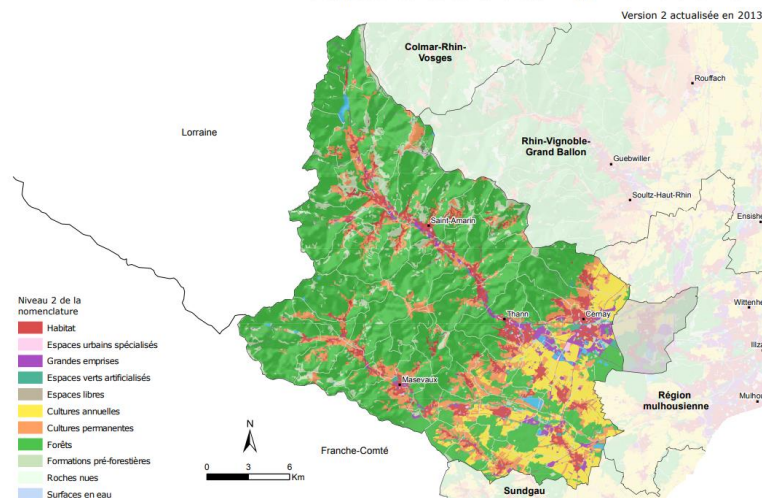 Version 2 actualisée en 2013
Colmar-Rhin-
Vosges
Rouffach
Lorraine
Rhin-Vignoble-
Grand Ballon
Guebwiller
Soultz-Haut-Rhin
Saint-Amarin
Thann
Cernay
Masevaux
Région
mulhousienne
Franche-Comté
Sundgau
N
0 3 6
Km
Niveau 2 de la
nomenclature
Habitat
Espaces urbains spécialisés
Grandes emprises
Espaces verts artificialisés
Espaces libres
Cultures annuelles
Cultures permanentes
Forêts
Formations pré-forestières
Roches nues
Surfaces en eau